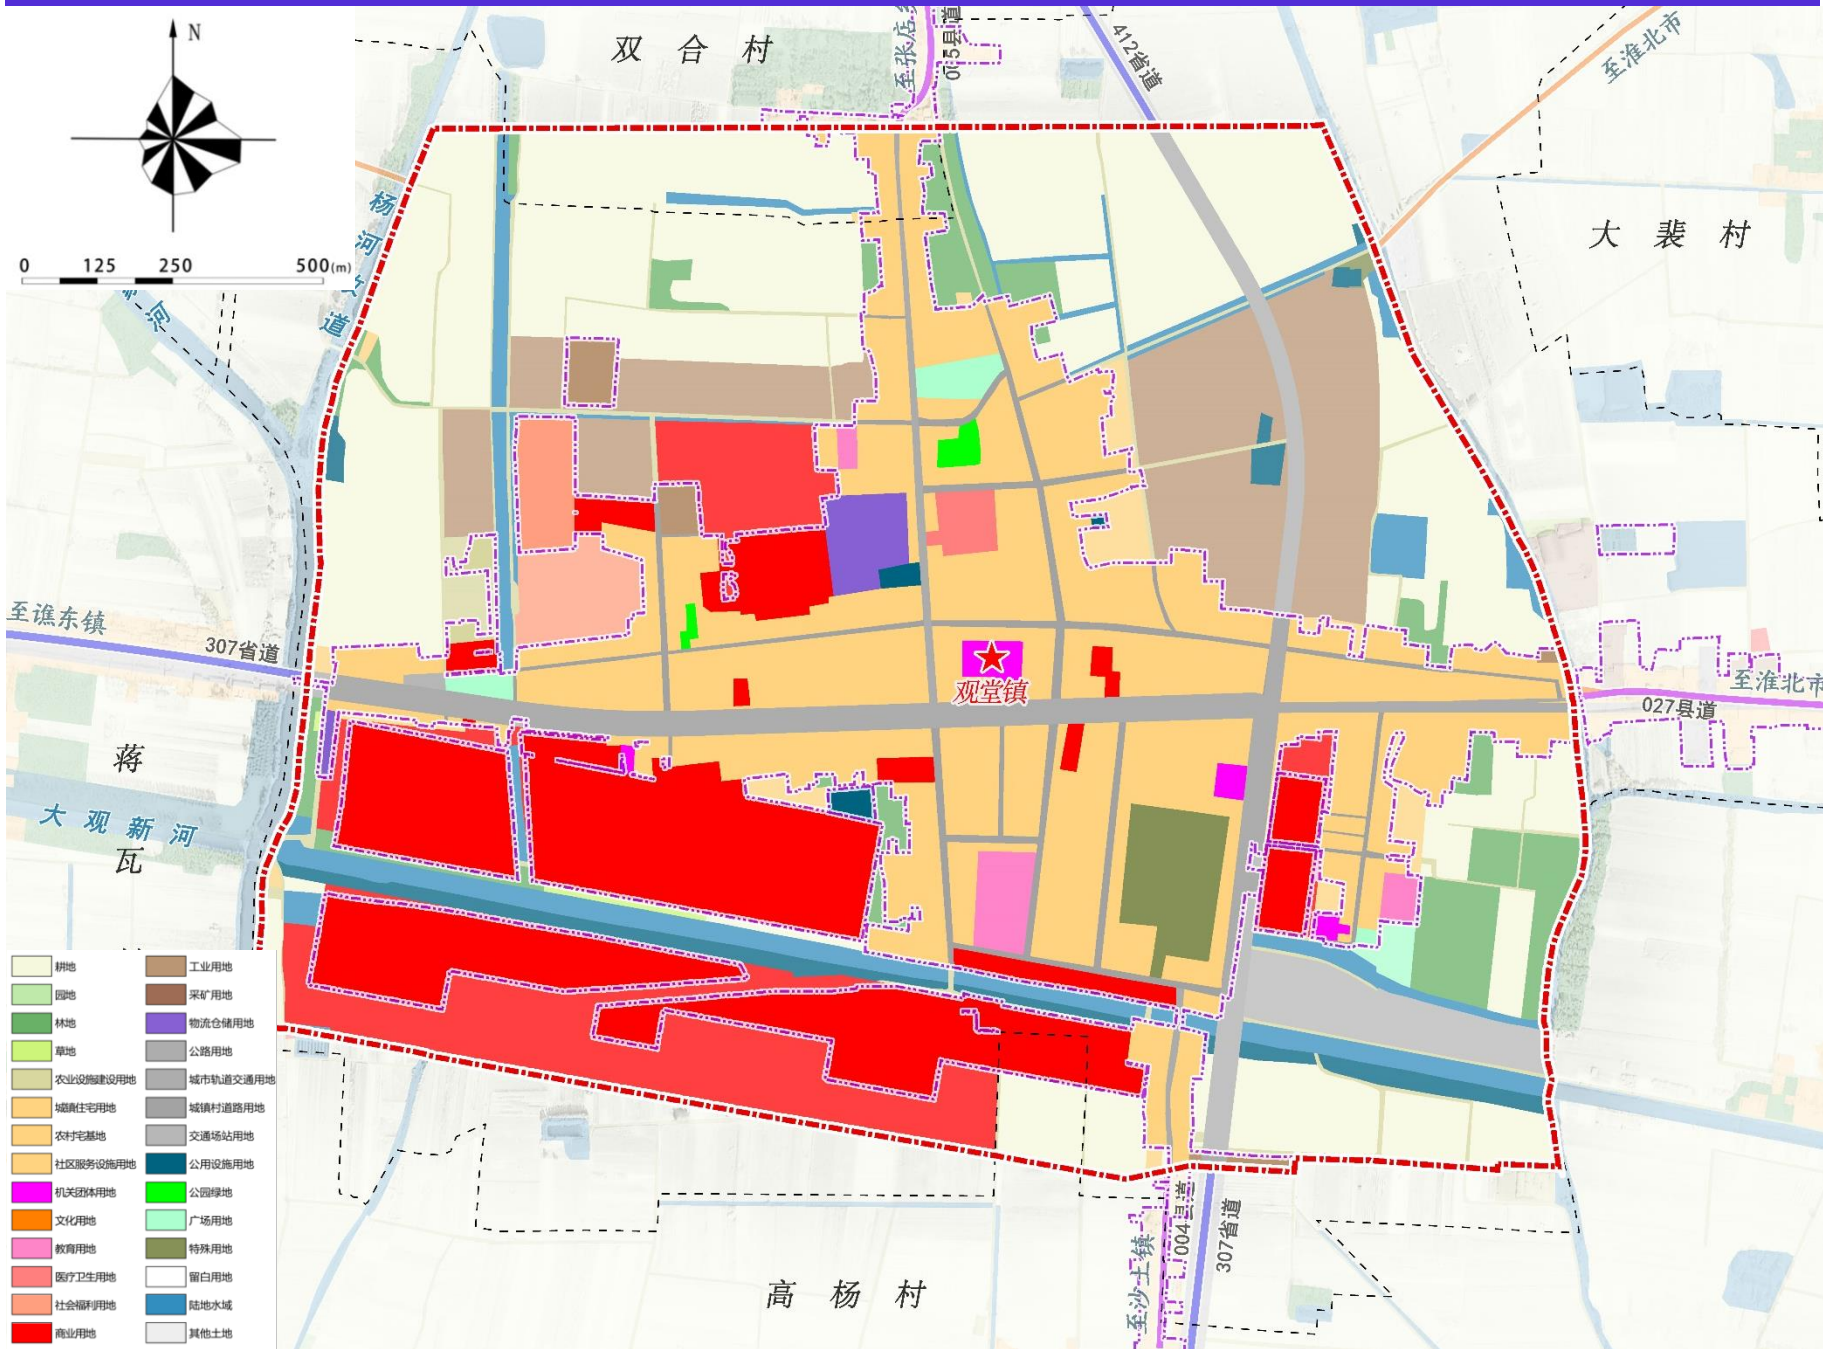 N
0 125 250 500(m)
双合村
至张店乡
065县道
412省道
至淮北市
大裴村
杨河故道
河
至谯东镇
307省道
观堂镇
至淮北市
027县道
蒋
瓦
大观新河
高杨村
至沙土镇
004县道
307省道
耕地
园地
林地
草地
农业设施建设用地
城镇住宅用地
农村宅基地
社区服务设施用地
机关团体用地
文化用地
教育用地
医疗卫生用地
社会福利用地
商业用地
工业用地
采矿用地
物流仓储用地
公路用地
城市轨道交通用地
城镇村道路用地
交通场站用地
公用设施用地
公园绿地
广场用地
特殊用地
留白用地
陆地水域
其他土地